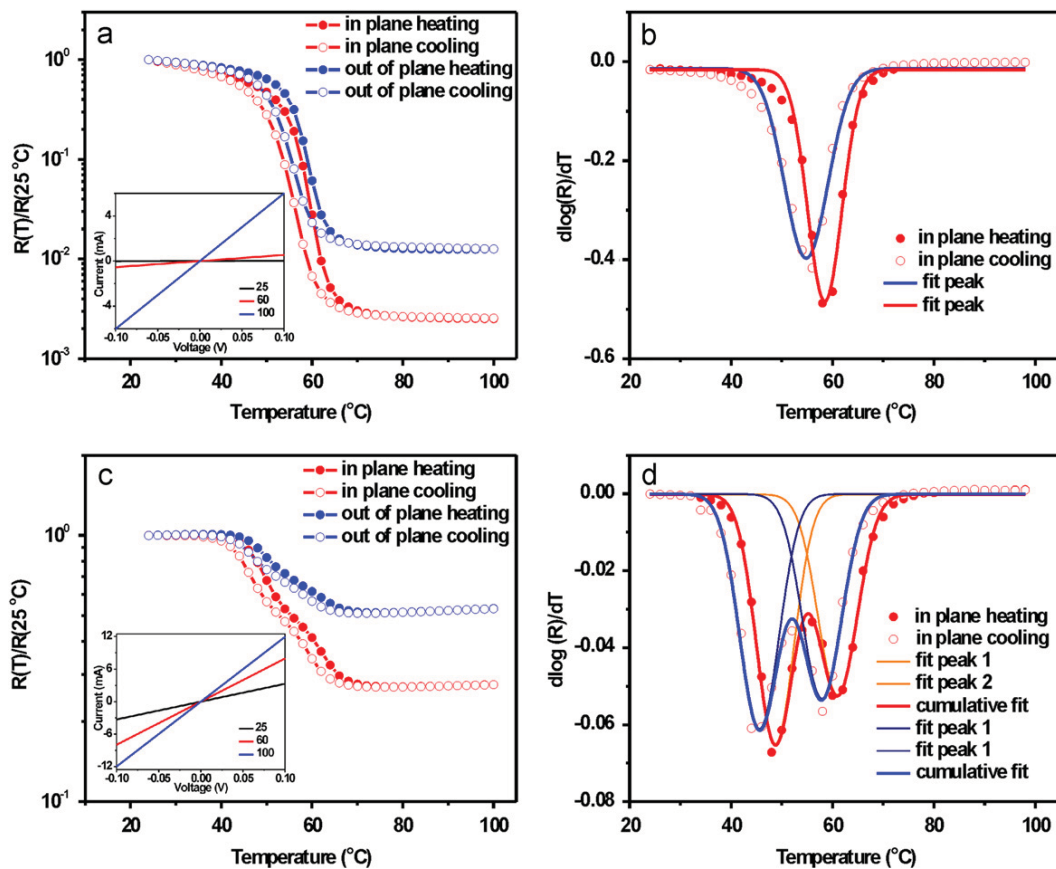 a
in plane heating
in plane cooling
out of plane heating
out of plane cooling
10⁰
10⁻¹
10⁻²
10⁻³
R(T)/R(25 °C)
Current (mA)
4
0
-4
25
60
100
-0.10 -0.05 0.00 0.05 0.10
Voltage (V)
20 40 60 80 100
Temperature (°C)
b
0.0
-0.2
-0.4
-0.6
dlog(R)/dT
in plane heating
in plane cooling
fit peak
fit peak
20 40 60 80 100
Temperature (°C)
c
in plane heating
in plane cooling
out of plane heating
out of plane cooling
10⁰
10⁻¹
R(T)/R(25 °C)
Current (mA)
12
6
0
-6
-12
25
60
100
-0.10 -0.05 0.00 0.05 0.10
Voltage (V)
20 40 60 80 100
Temperature (°C)
d
0.00
-0.02
-0.04
-0.06
-0.08
dlog (R)/dT
in plane heating
in plane cooling
fit peak 1
fit peak 2
cumulative fit
fit peak 1
fit peak 1
cumulative fit
20 40 60 80 100
Temperature (°C)